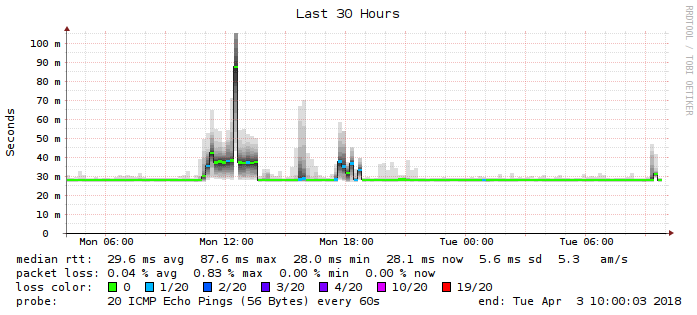 Last 30 Hours
RRDTOOL / TOBI OETIKER
Seconds
100 m
90 m
80 m
70 m
60 m
50 m
40 m
30 m
20 m
10 m
0
Mon 06:00 Mon 12:00 Mon 18:00 Tue 00:00 Tue 06:00
median rtt: 29.6 ms avg 87.6 ms max 28.0 ms min 28.1 ms now 5.6 ms sd 5.3 am/s
packet loss: 0.04 % avg 0.83 % max 0.00 % min 0.00 % now
loss color: 0 1/20 2/20 3/20 4/20 10/20 19/20
probe: 20 ICMP Echo Pings (56 Bytes) every 60s end: Tue Apr 3 10:00:03 2018